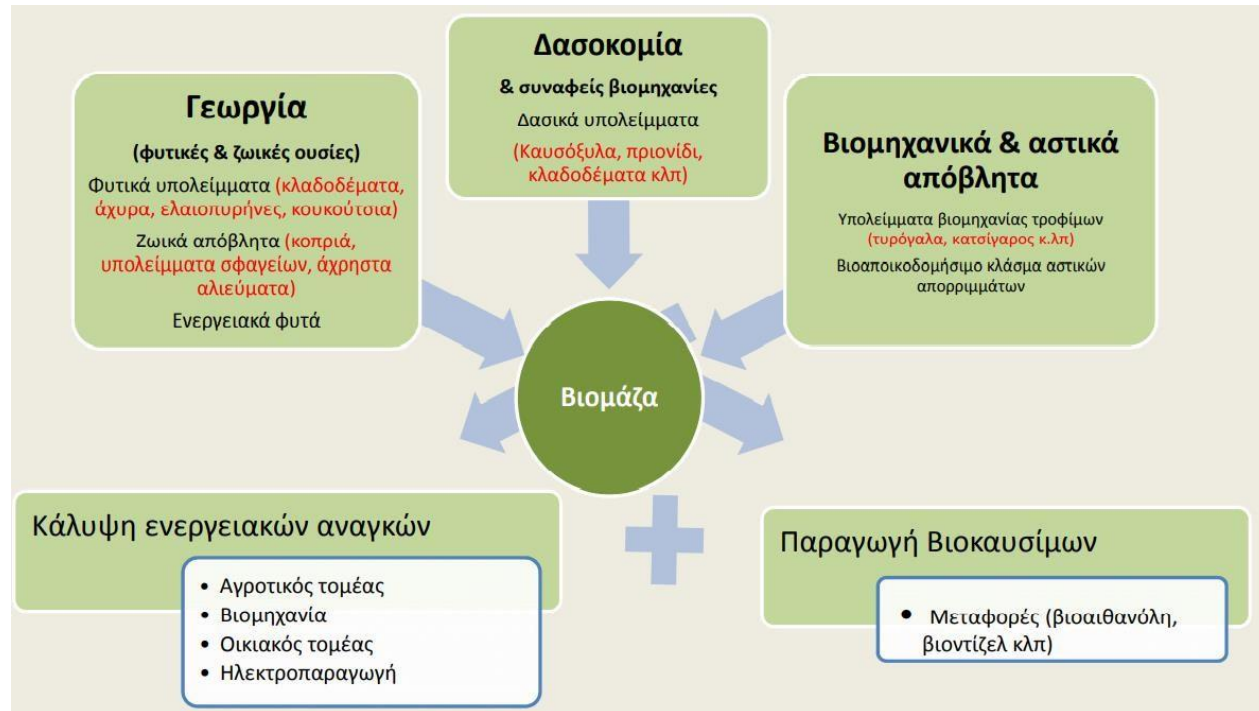 Γεωργία
(φυτικές & ζωικές ουσίες)
Φυτικά υπολείμματα (κλαδοδέματα,
άχυρα, ελαιοπυρήνες, κουκούτσια)
Ζωικά απόβλητα (κοπριά,
υπολείμματα σφαγείων, άχρηστα
αλιεύματα)
Ενεργειακά φυτά
Δασοκομία
& συναφείς βιομηχανίες
Δασικά υπολείμματα
(Καυσόξυλα, πριονίδι,
κλαδοδέματα κλπ)
Βιομηχανικά & αστικά
απόβλητα
Υπολείμματα βιομηχανίας τροφίμων
(τυρόγαλα, κατσίγαρος κ.λπ)
Βιοαποικοδομήσιμο κλάσμα αστικών
απορριμμάτων
Βιομάζα
Κάλυψη ενεργειακών αναγκών
• Αγροτικός τομέας
• Βιομηχανία
• Οικιακός τομέας
• Ηλεκτροπαραγωγή
Παραγωγή Βιοκαυσίμων
• Μεταφορές (βιοαιθανόλη,
βιοντίζελ κλπ)